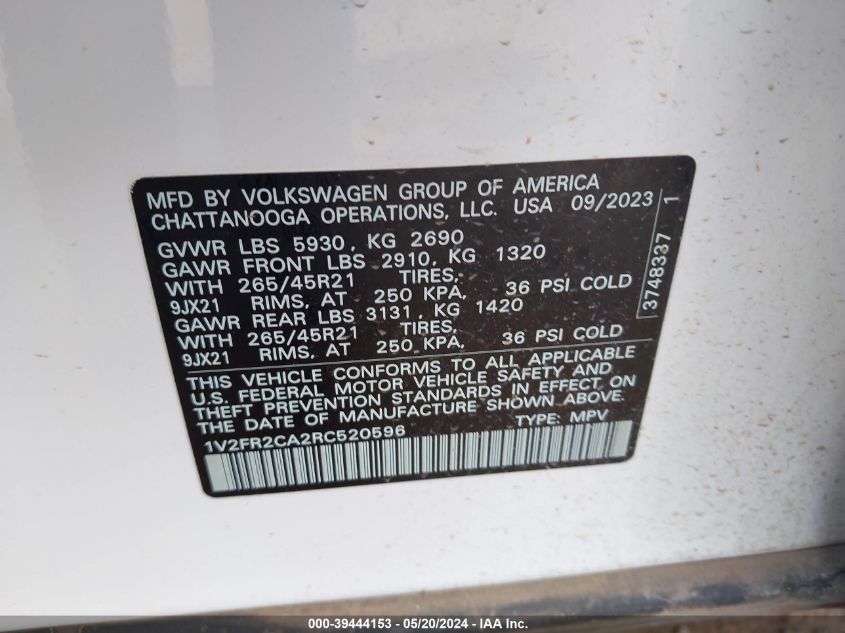 MFD BY VOLKSWAGEN GROUP OF AMERICA
CHATTANOOGA OPERATIONS, LLC. USA 09/2023
GVWR LBS 5930, KG 2690
GAWR FRONT LBS 2910, KG 1320
WITH 265/45R21 TIRES,
9JX21 RIMS, AT 250 KPA, 36 PSI COLD
GAWR REAR LBS 3131, KG 1420
WITH 265/45R21 TIRES,
9JX21 RIMS, AT 250 KPA, 36 PSI COLD
THIS VEHICLE CONFORMS TO ALL APPLICABLE
U.S. FEDERAL MOTOR VEHICLE SAFETY AND
THEFT PREVENTION STANDARDS IN EFFECT ON
THE DATE OF MANUFACTURE SHOWN ABOVE.
1V2FR2CA2RC520596 TYPE: MPV
3748337 1
000-39444153 - 05/20/2024 - IAA Inc.